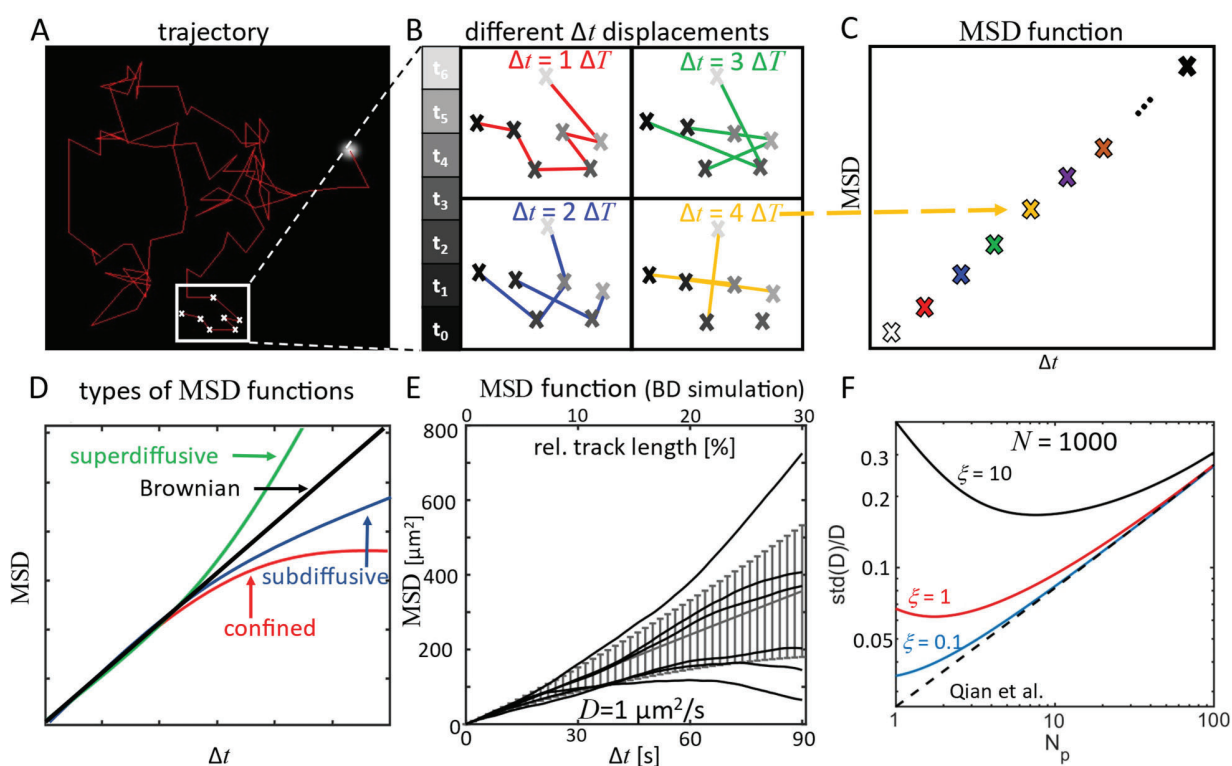 A
trajectory
B
different Δt displacements
t₆
t₅
t₄
t₃
t₂
t₁
t₀
Δt = 1 ΔT
Δt = 3 ΔT
Δt = 2 ΔT
Δt = 4 ΔT
C
MSD function
MSD
Δt
D
types of MSD functions
superdiffusive
Brownian
subdiffusive
confined
MSD
Δt
E
MSD function (BD simulation)
0 10 20 30
rel. track length [%]
800
600
400
200
0
MSD [µm²]
D=1 µm²/s
0 30 60 90
Δt [s]
F
N = 1000
0.3
0.2
0.1
0.05
std(D)/D
ξ = 10
ξ = 1
ξ = 0.1
Qian et al.
1 10 100
Nₚ